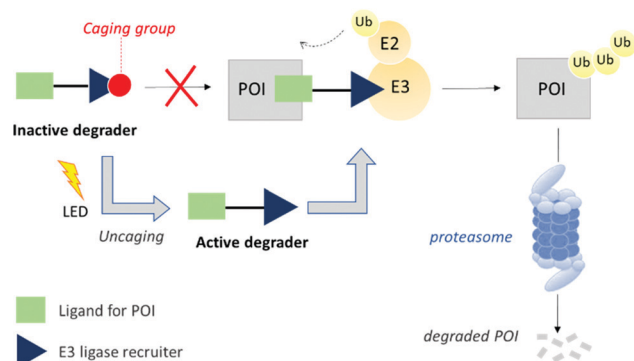 Caging group
Ub
E2
E3
POI
Ub
Ub
Ub
POI
Inactive degrader
LED
Uncaging
Active degrader
proteasome
Ligand for POI
E3 ligase recruiter
degraded POI